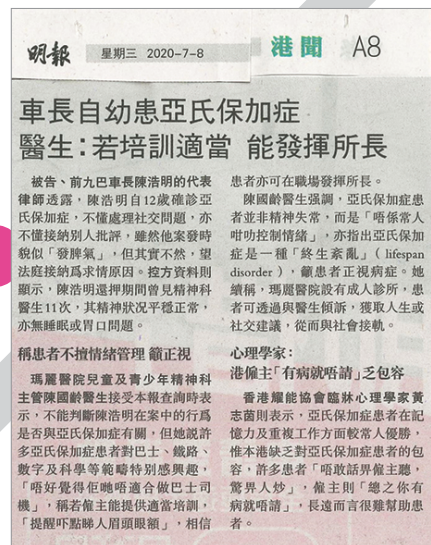 明報 星期三 2020-7-8 港聞 A8
車長自幼患亞氏保加症
醫生：若培訓適當 能發揮所長
被告、前九巴車長陳浩明的代表
律師透露，陳浩明自12歲確診亞
氏保加症，不懂處理社交問題，亦
不懂接納別人批評，雖然他案發時
貌似「發脾氣」，但其實不然，望
法庭接納爲求情原因。控方資料則
顯示，陳浩明還押期間曾見精神科
醫生11次，其精神狀況平穩正常，
亦無睡眠或胃口問題。
稱患者不擅情緒管理 籲正視
瑪麗醫院兒童及青少年精神科
主管陳國齡醫生接受本報查詢時表
示，不能判斷陳浩明在案中的行爲
是否與亞氏保加症有關，但她說許
多亞氏保加症患者對巴士、鐵路、
數字及科學等範疇特別感興趣，
「唔好覺得佢哋唔適合做巴士司
機」，稱若僱主能提供適當培訓，
「提醒吓點睇人眉頭眼額」，相信
患者亦可在職場發揮所長。
陳國齡醫生强調，亞氏保加症患
者並非精神失常，而是「唔係常人
咁叻控制情緒」，亦指出亞氏保加
症是一種「終生紊亂」（lifespan
disorder），籲患者正視病症。她
續稱，瑪麗醫院設有成人診所，患
者可透過與醫生傾訴，獲取人生或
社交建議，從而與社會接軌。
心理學家：
港僱主「有病就唔請」乏包容
香港耀能協會臨牀心理學家黃
志茵則表示，亞氏保加症患者在記
憶力及重複工作方面較常人優勝，
惟本港缺乏對亞氏保加症患者的包
容，許多患者「唔敢話畀僱主聽，
驚畀人炒」，僱主則「總之你有
病就唔請」，長遠而言很難幫助患
者。